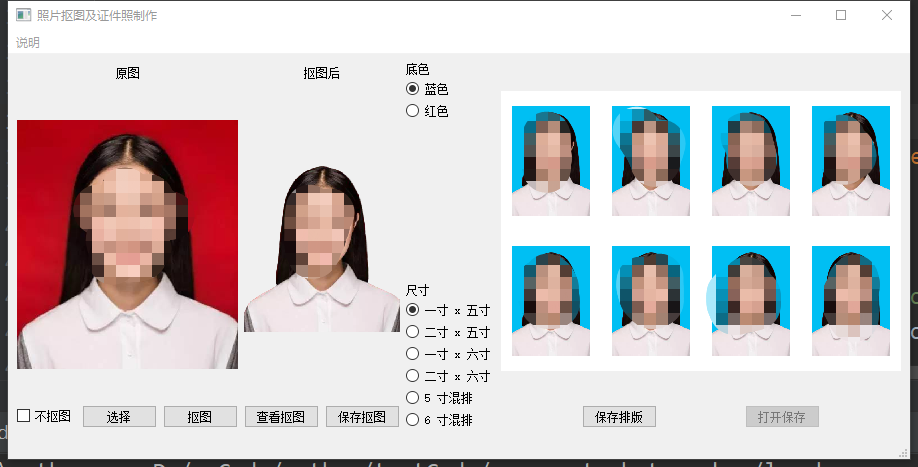 照片抠图及证件照制作
说明
原图
抠图后
底色
蓝色
红色
尺寸
一寸 x 五寸
二寸 x 五寸
一寸 x 六寸
二寸 x 六寸
5 寸混排
6 寸混排
不抠图
选择
抠图
查看抠图
保存抠图
保存排版
打开保存